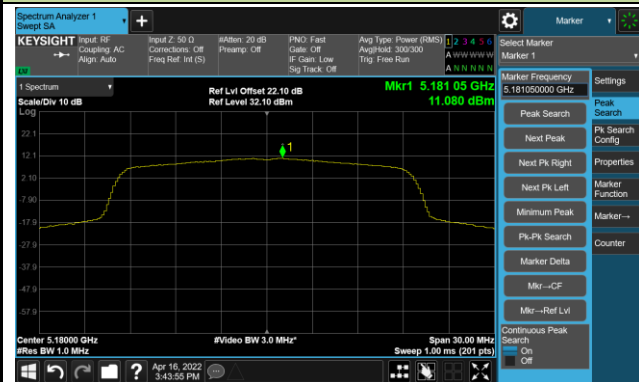 Spectrum Analyzer 1
Swept SA
Marker
KEYSIGHT
Input: RF
Coupling: AC
Align: Auto
Input Z: 50 Ω
Corrections: Off
Freq Ref: Int (S)
#Atten: 20 dB
Preamp: Off
PNO: Fast
Gate: Off
IF Gain: Low
Sig Track: Off
Avg Type: Power (RMS)
Avg|Hold: 300/300
Trig: Free Run
1 2 3 4 5 6
A W W W W W
A N N N N N
LXI
Select Marker
Marker 1
1 Spectrum
Scale/Div 10 dB
Log
Ref Lvl Offset 22.10 dB
Ref Level 32.10 dBm
Mkr1 5.181 05 GHz
11.080 dBm
22.1
12.1
2.10
-7.90
-17.9
-27.9
-37.9
-47.9
-57.9
1
Center 5.18000 GHz
#Res BW 1.0 MHz
#Video BW 3.0 MHz*
Span 30.00 MHz
Sweep 1.00 ms (201 pts)
Marker Frequency
5.181050000 GHz
Peak Search
Next Peak
Next Pk Right
Next Pk Left
Minimum Peak
Pk-Pk Search
Marker Delta
Mkr→CF
Mkr→Ref Lvl
Continuous Peak
Search
On
Off
Settings
Peak
Search
Pk Search
Config
Properties
Marker
Function
Marker→
Counter
?
Apr 16, 2022
3:43:55 PM